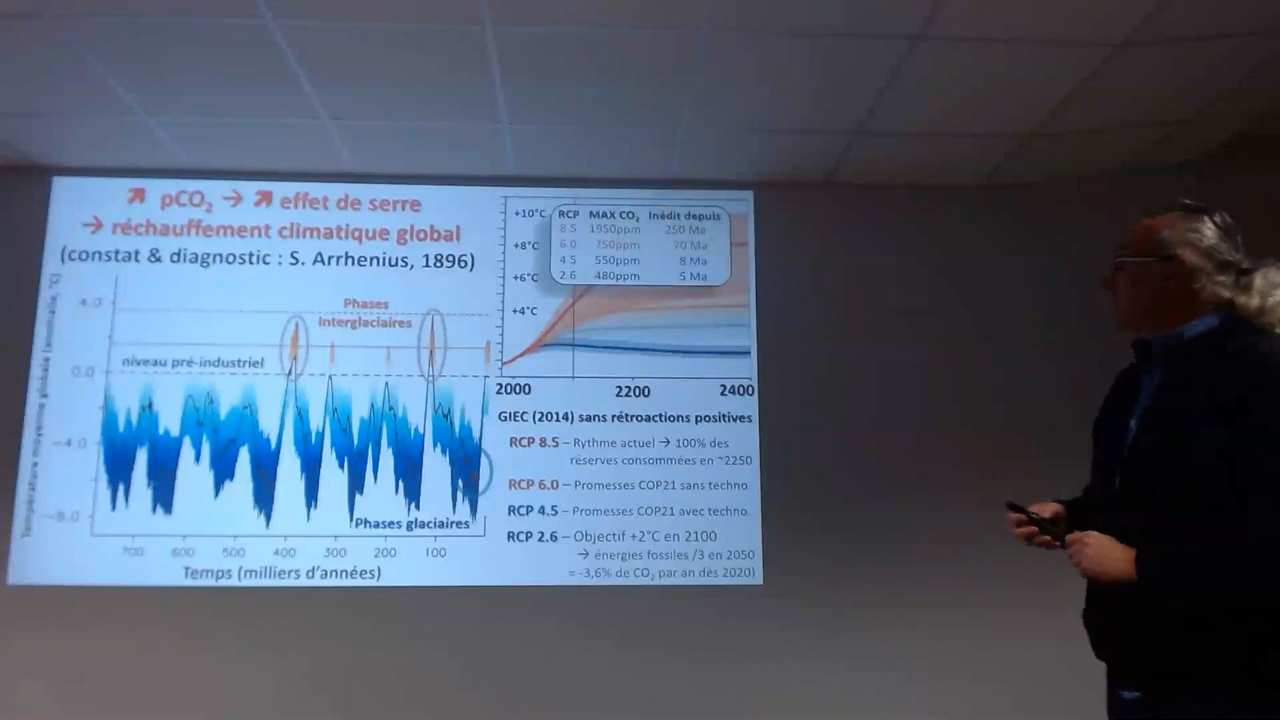 ↗ pCO₂ → ↗ effet de serre
→ réchauffement climatique global
(constat & diagnostic : S. Arrhenius, 1896)
Température moyenne globale (anomalie, °C)
4.0
0.0
-4.0
-8.0
Phases
Interglaciaires
niveau pré-industriel
Phases glaciaires
700 600 500 400 300 200 100
Temps (milliers d'années)
+10°C
+8°C
+6°C
+4°C
RCP MAX CO₂ Inédit depuis
8.5 1950ppm 250 Ma
6.0 750ppm 70 Ma
4.5 550ppm 8 Ma
2.6 480ppm 5 Ma
2000 2200 2400
GIEC (2014) sans rétroactions positives
RCP 8.5 – Rythme actuel → 100% des
réserves consommées en ~2250
RCP 6.0 – Promesses COP21 sans techno
RCP 4.5 – Promesses COP21 avec techno
RCP 2.6 – Objectif +2°C en 2100
→ énergies fossiles /3 en 2050
= -3,6% de CO₂ par an dès 2020)